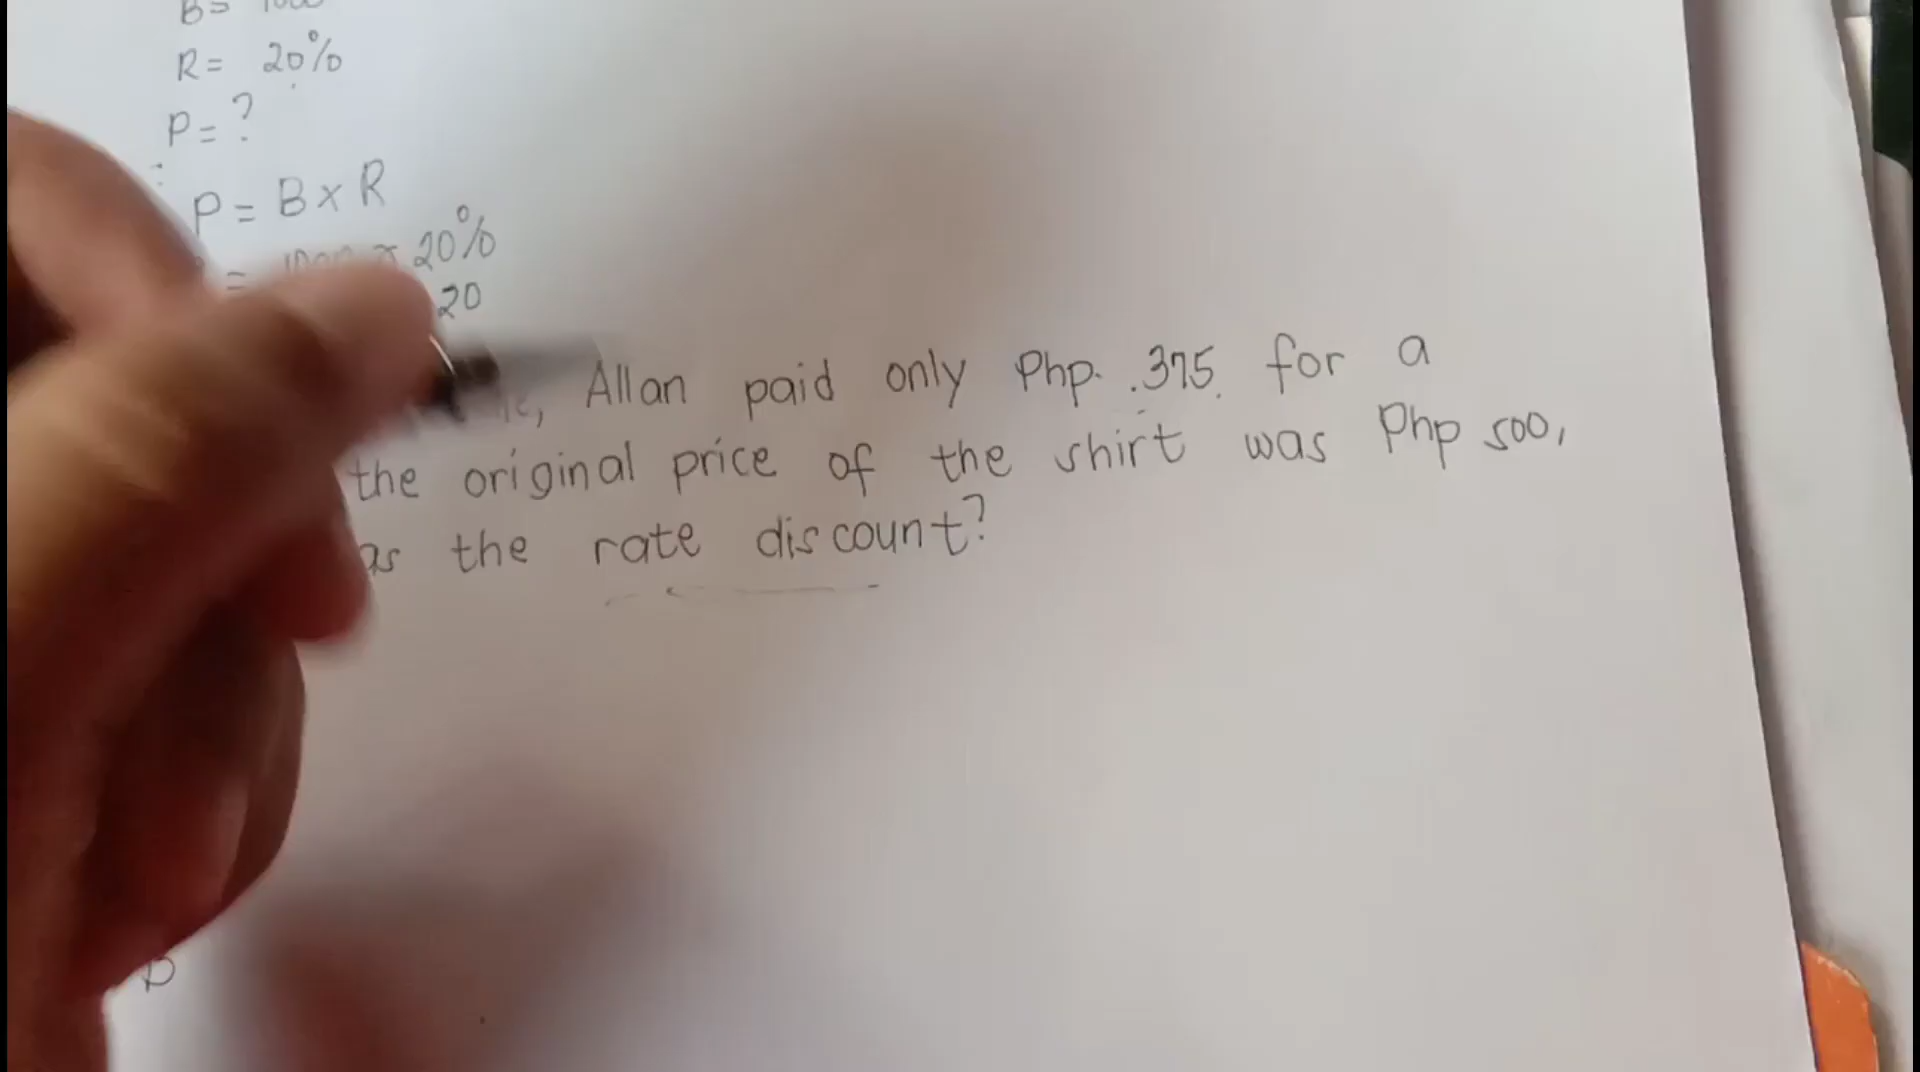 B=
R= 20%
P= ?
P= B x R
= x 20%
20
Allan paid only Php. .375. for a
the original price of the shirt was Php 500,
the rate discount?